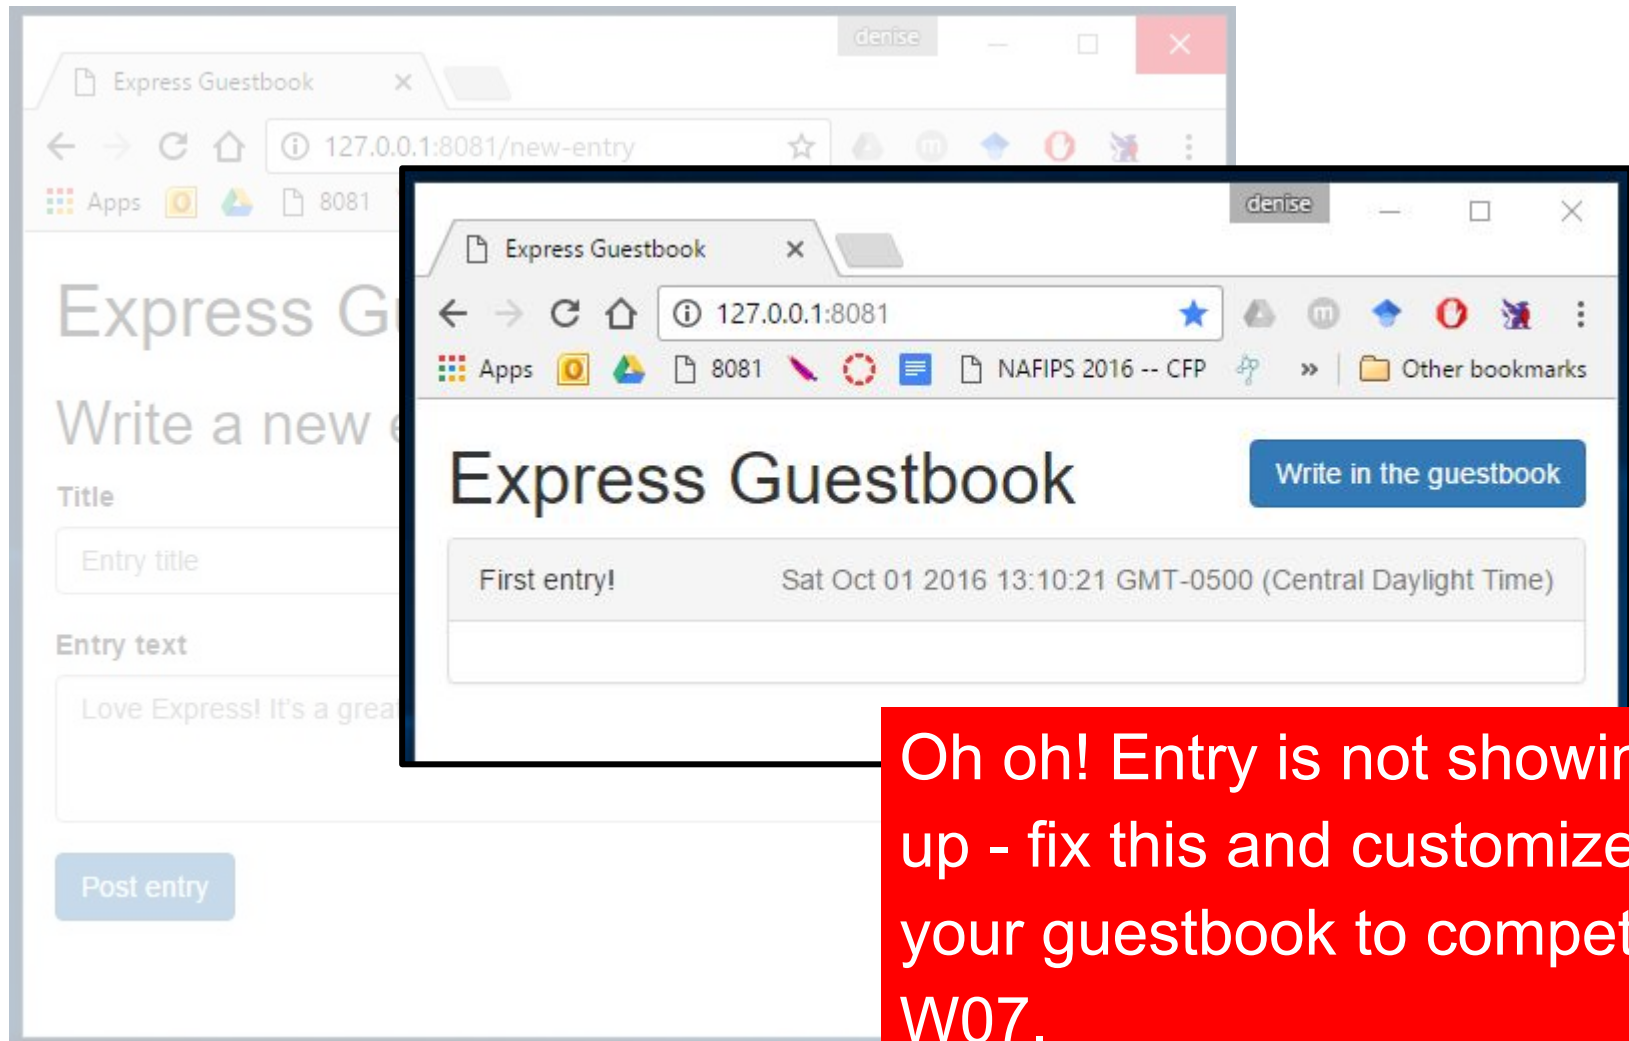 denise
Express Guestbook
127.0.0.1:8081/new-entry
Apps 8081
Express
Write a new
Title
Entry title
Entry text
Love Express! It's a great
Post entry
denise
Express Guestbook
127.0.0.1:8081
Apps 8081 NAFIPS 2016 -- CFP » Other bookmarks
Express Guestbook
Write in the guestbook
First entry! Sat Oct 01 2016 13:10:21 GMT-0500 (Central Daylight Time)
Oh oh! Entry is not
up - fix this and customize
your guestbook to
W07.